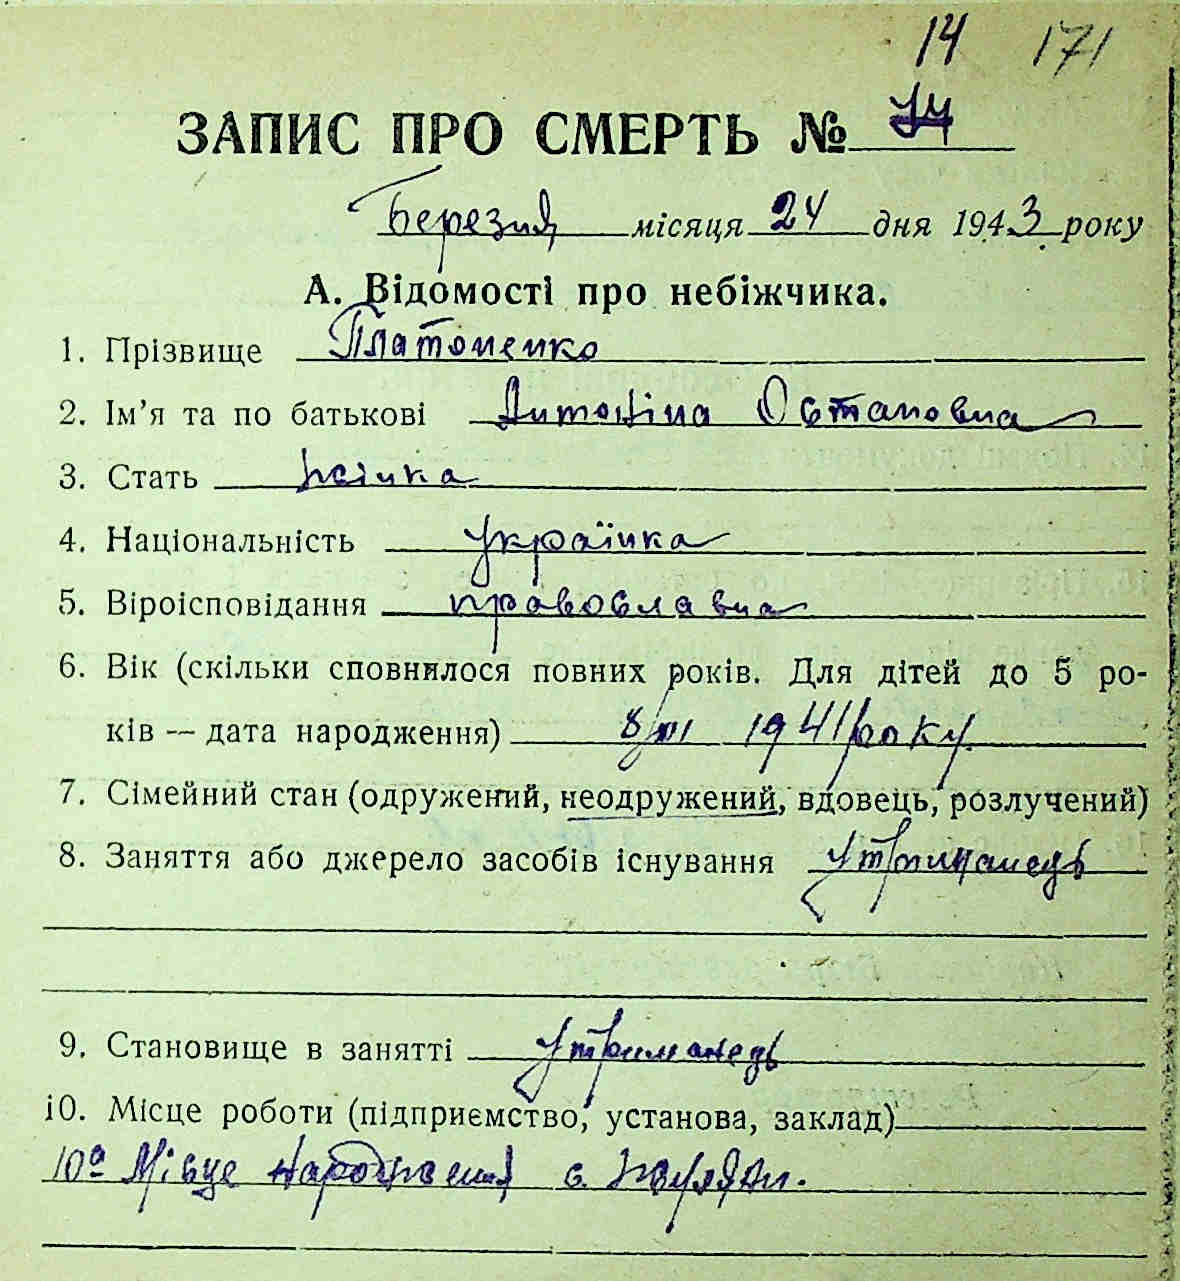 14 171
ЗАПИС ПРО СМЕРТЬ №
Березня місяця 24 дня 1943 року
А. Відомості про небіжчика.
1. Прізвище Платоненко
2. Ім’я та по батькові Антоніна Остаповна
3. Стать жінка
4. Національність українка
5. Віроісповідання православна
6. Вік (скільки сповнилося повних років. Для дітей до 5 ро-
ків — дата народження) 1941 року.
7. Сімейний стан (одружений, неодружений, вдовець, розлучений)
8. Заняття або джерело засобів існування утриманець
9. Становище в занятті утриманець
10. Місце роботи (підприємство, установа, заклад)
10а Місце народження с.